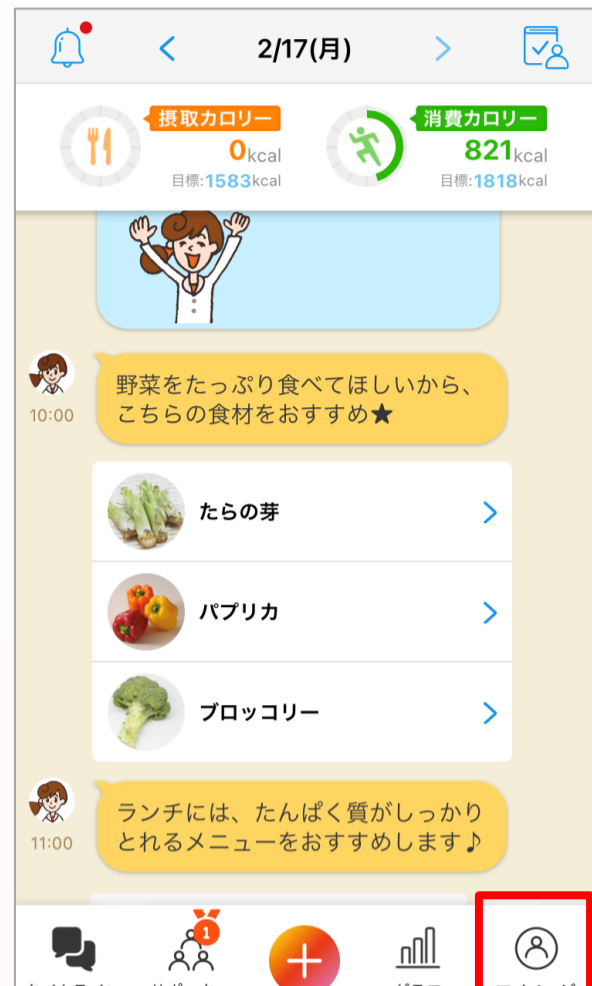 2/17(月)
摂取カロリー
0kcal
目標:1583kcal
消費カロリー
821kcal
目標:1818kcal
野菜をたっぷり食べてほしいから、
こちらの食材をおすすめ★
10:00
たらの芽
パプリカ
ブロッコリー
ランチには、たんぱく質がしっかり
とれるメニューをおすすめします♪
11:00
1